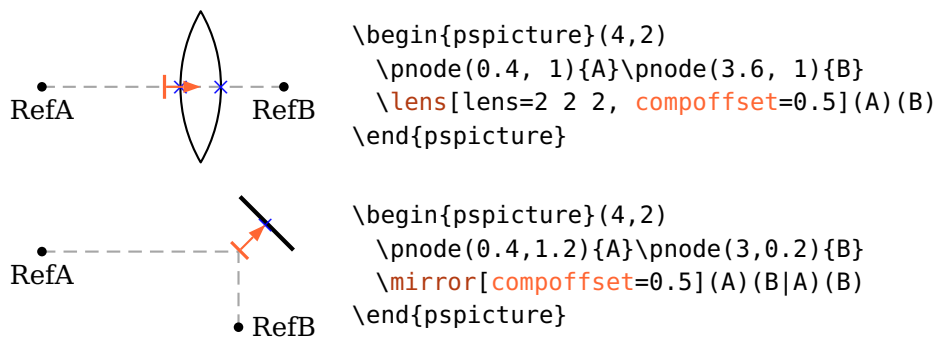 RefA
RefB
\begin{pspicture}(4,2)
  \pnode(0.4, 1){A}\pnode(3.6, 1){B}
  \lens[lens=2 2 2, compoffset=0.5](A)(B)
\end{pspicture}
RefA
RefB
\begin{pspicture}(4,2)
  \pnode(0.4,1.2){A}\pnode(3,0.2){B}
  \mirror[compoffset=0.5](A)(B|A)(B)
\end{pspicture}